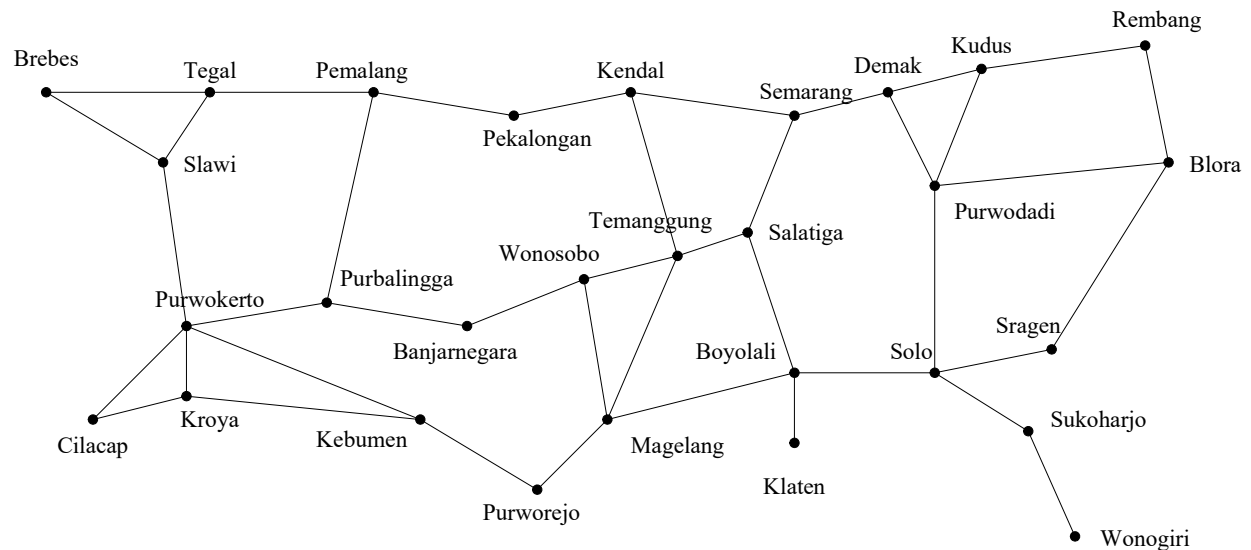 Rembang
Kudus
Brebes
Tegal
Pemalang
Kendal
Demak
Semarang
Pekalongan
Slawi
Blora
Purwodadi
Temanggung
Salatiga
Wonosobo
Purbalingga
Purwokerto
Sragen
Banjarnegara
Boyolali
Solo
Kroya
Sukoharjo
Kebumen
Cilacap
Magelang
Klaten
Purworejo
Wonogiri